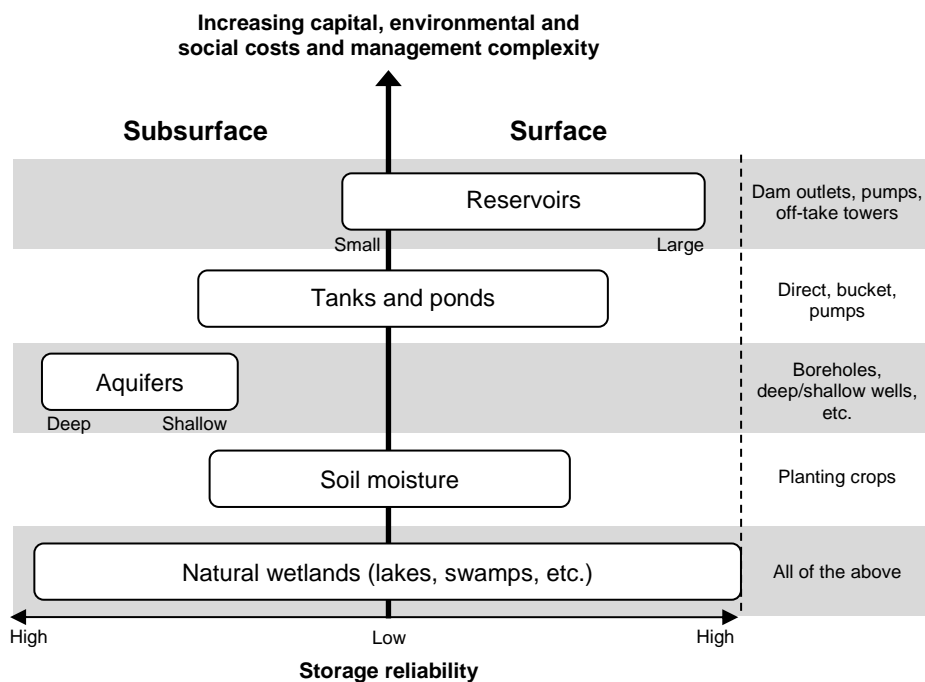 Increasing capital, environmental and
social costs and management complexity
Subsurface
Surface
Reservoirs
Small
Large
Dam outlets, pumps,
off-take towers
Tanks and ponds
Direct, bucket,
pumps
Aquifers
Deep
Shallow
Boreholes,
deep/shallow wells,
etc.
Soil moisture
Planting crops
Natural wetlands (lakes, swamps, etc.)
All of the above
High
Low
High
Storage reliability